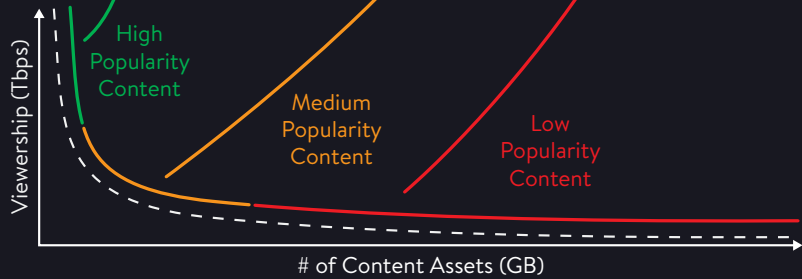 Viewership (Tbps)
High
Popularity
Content
Medium
Popularity
Content
Low
Popularity
Content
# of Content Assets (GB)